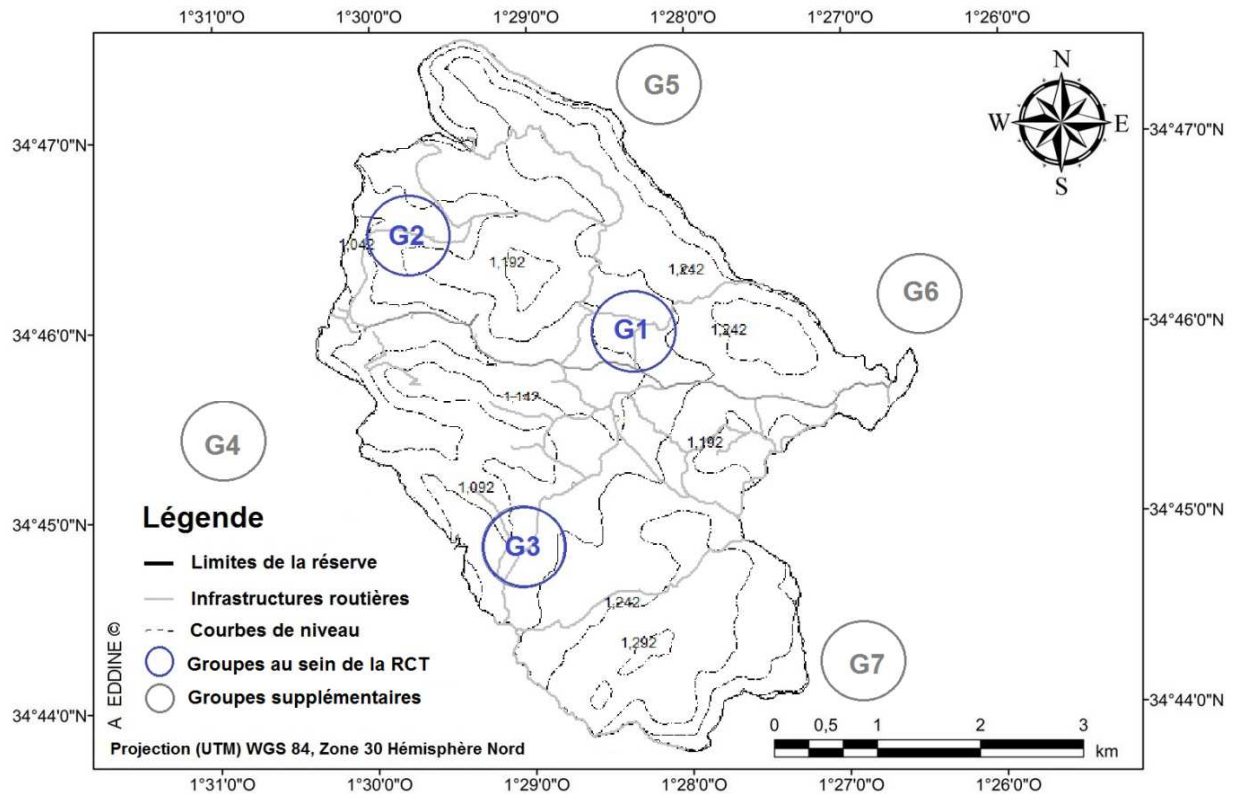 1°31'0"O 1°30'0"O 1°29'0"O 1°28'0"O 1°27'0"O 1°26'0"O
G5
N
W E
S
34°47'0"N 34°47'0"N
G2
1,042
1,192
1,242
G6
G1
1,242
34°46'0"N 34°46'0"N
1,142
G4
1,192
1,092
34°45'0"N 34°45'0"N
G3
Légende
Limites de la réserve
Infrastructures routières
Courbes de niveau
Groupes au sein de la RCT
Groupes supplémentaires
1,242
1,292
G7
34°44'0"N 34°44'0"N
A EDDINE ©
0 0,5 1 2 3
km
Projection (UTM) WGS 84, Zone 30 Hémisphère Nord
1°31'0"O 1°30'0"O 1°29'0"O 1°28'0"O 1°27'0"O 1°26'0"O